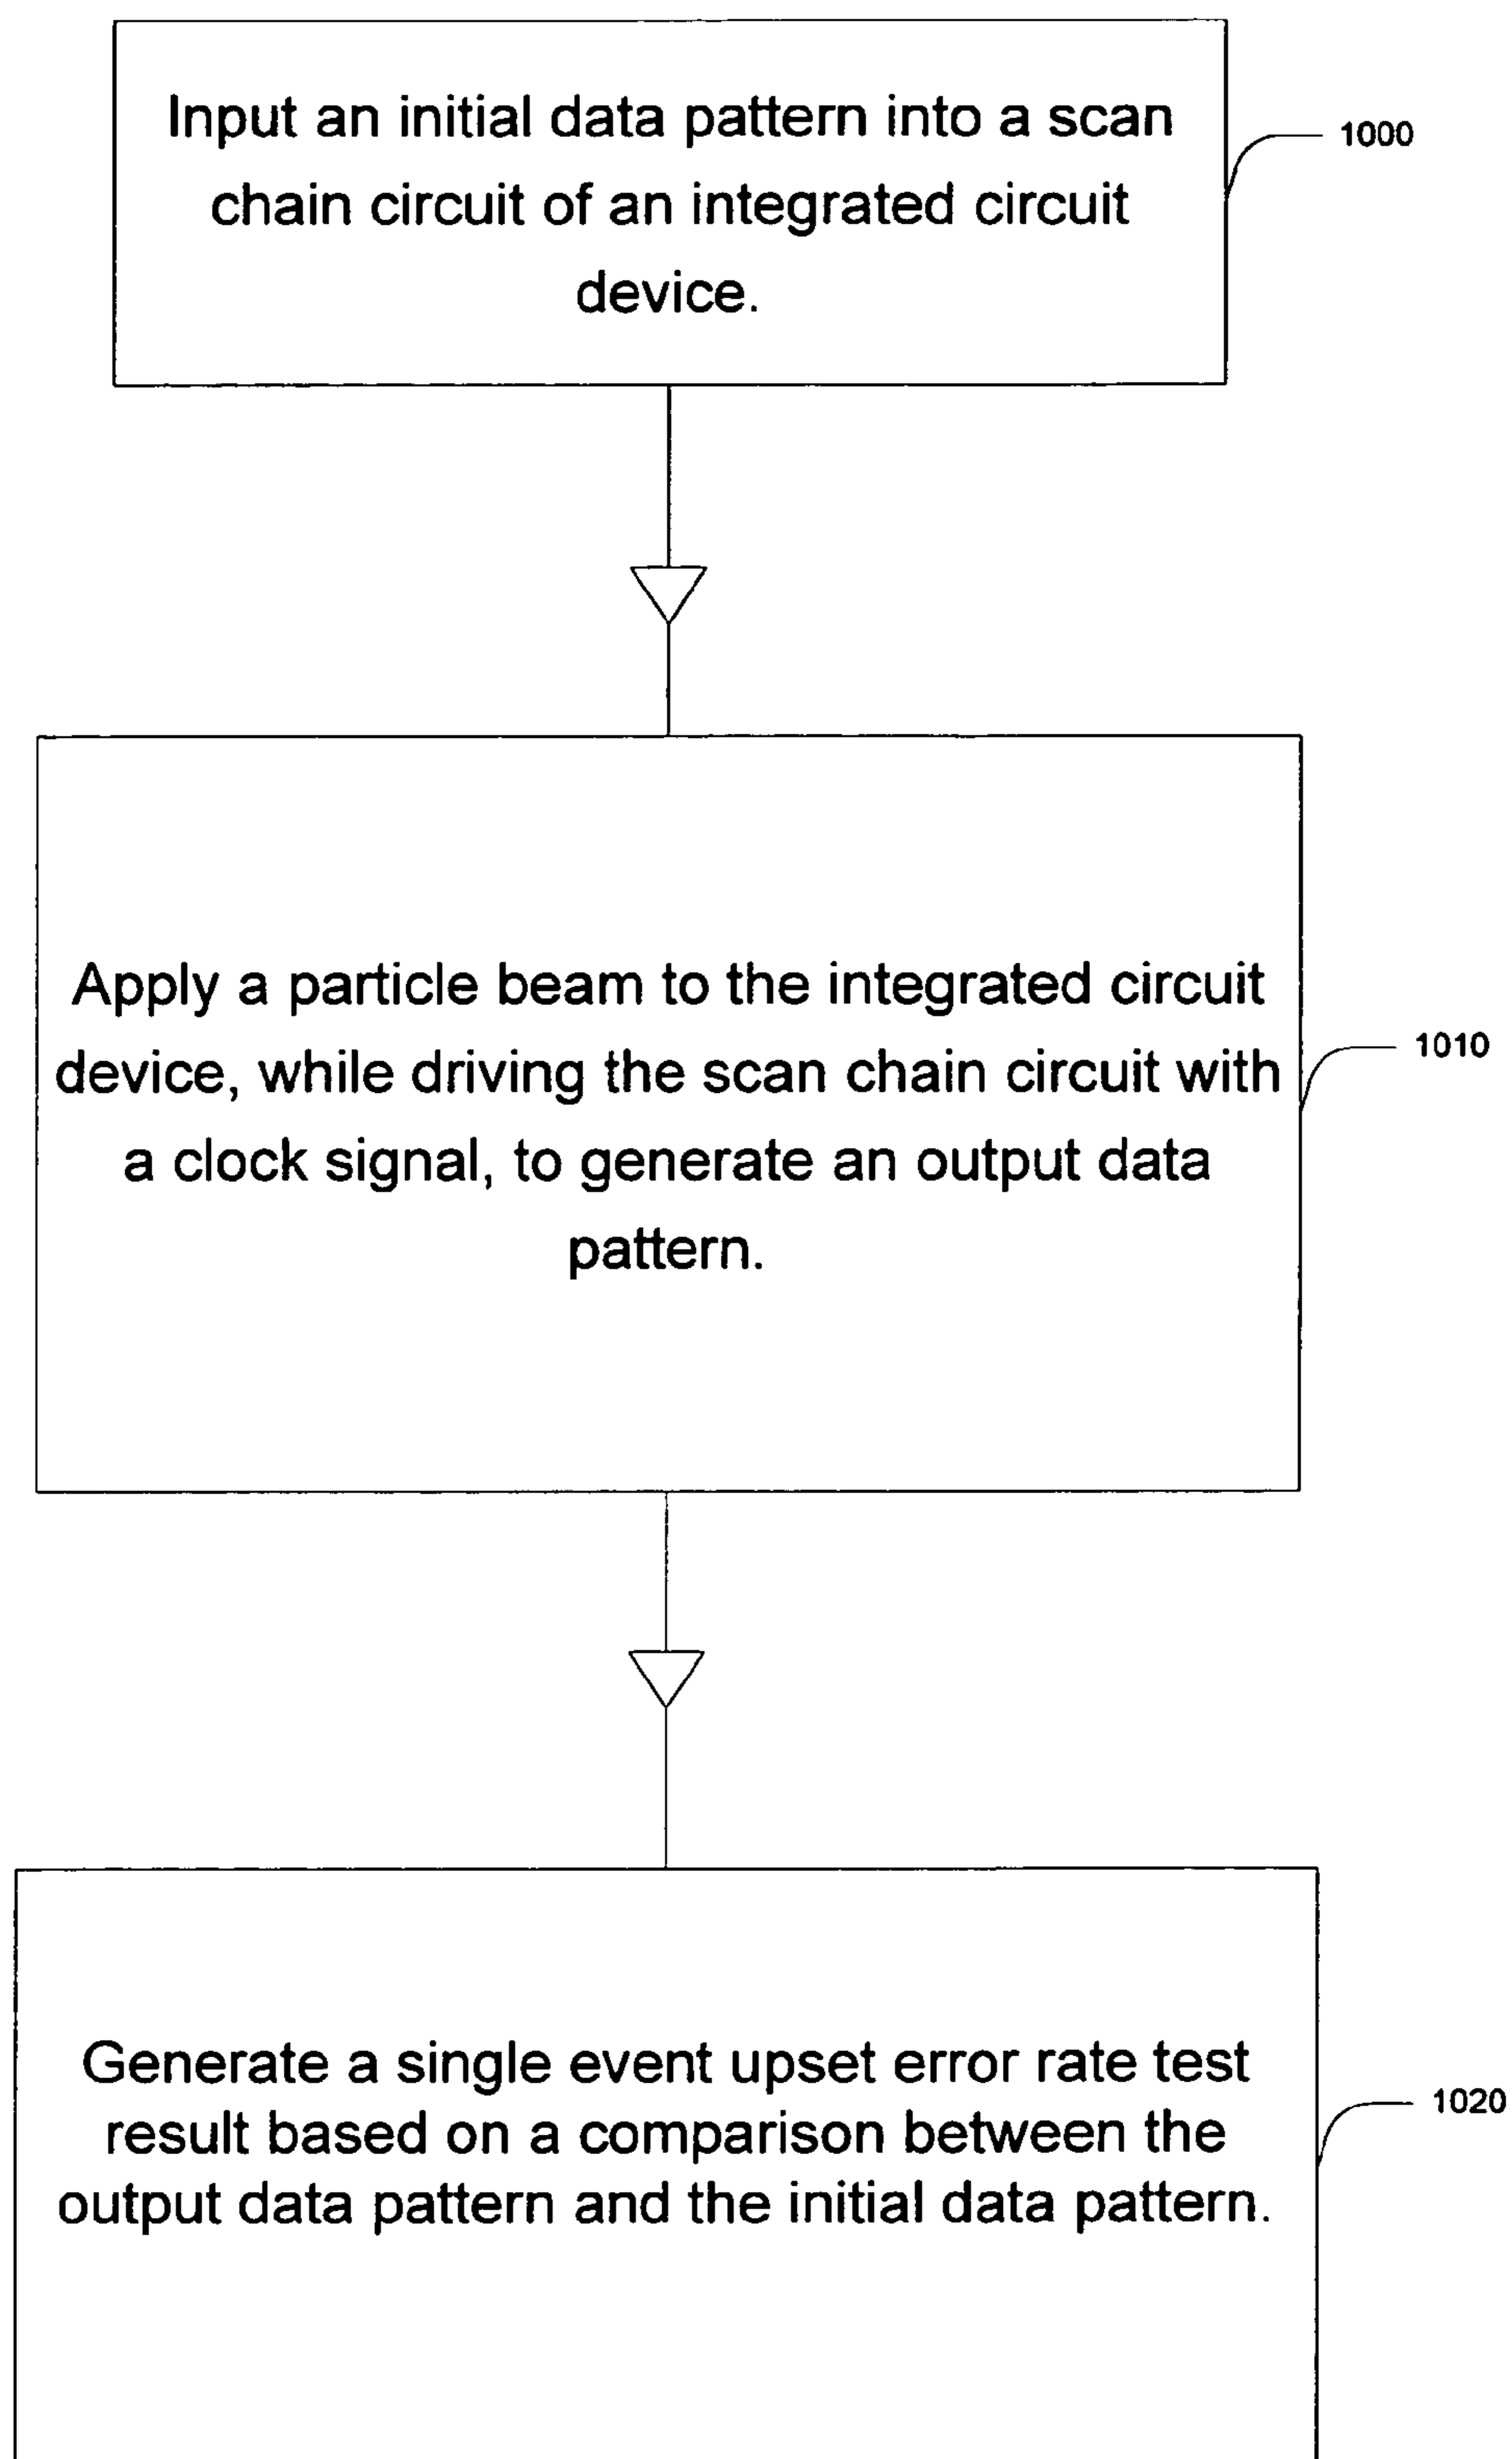 Input an initial data pattern into a scan
chain circuit of an integrated circuit
device.
1000
Apply a particle beam to the integrated circuit
device, while driving the scan chain circuit with
a clock signal, to generate an output data
pattern.
1010
Generate a single event upset error rate test
result based on a comparison between the
output data pattern and the initial data pattern.
1020